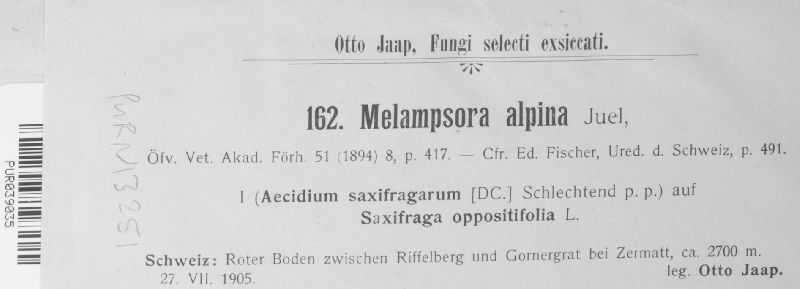 Otto Jaap, Fungi selecti exsiccati.
162. Melampsora alpina Juel,
Öfv. Vet. Akad. Förh. 51 (1894) 8, p. 417. — Cfr. Ed. Fischer, Ured. d. Schweiz, p. 491.
I (Aecidium saxifragarum [DC.] Schlechtend p. p.) auf
Saxifraga oppositifolia L.
Schweiz: Roter Boden zwischen Riffelberg und Gornergrat bei Zermatt, ca. 2700 m.
27. VII. 1905.
leg. Otto Jaap.
PUR N13251
PUR039035